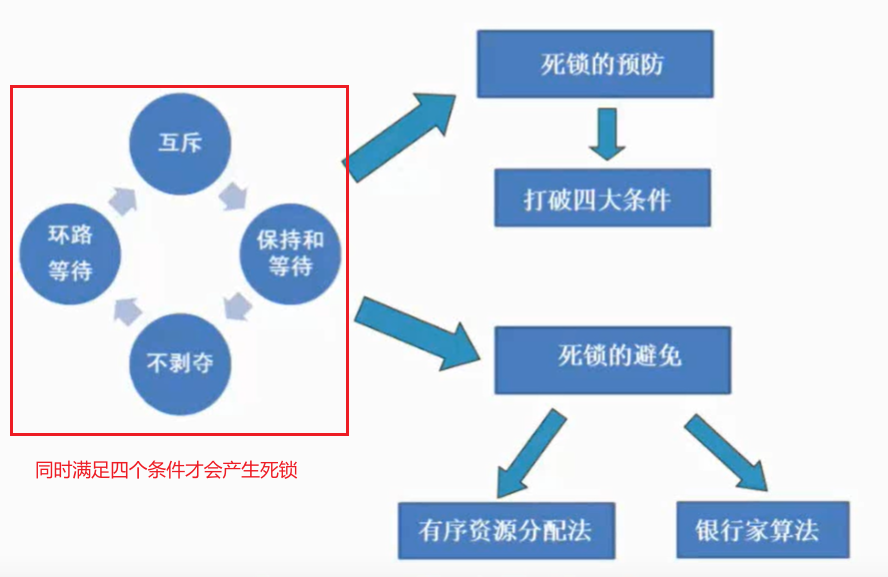 死锁的预防
打破四大条件
互斥
保持和
等待
不剥夺
环路
等待
同时满足四个条件才会产生死锁
死锁的避免
有序资源分配法
银行家算法